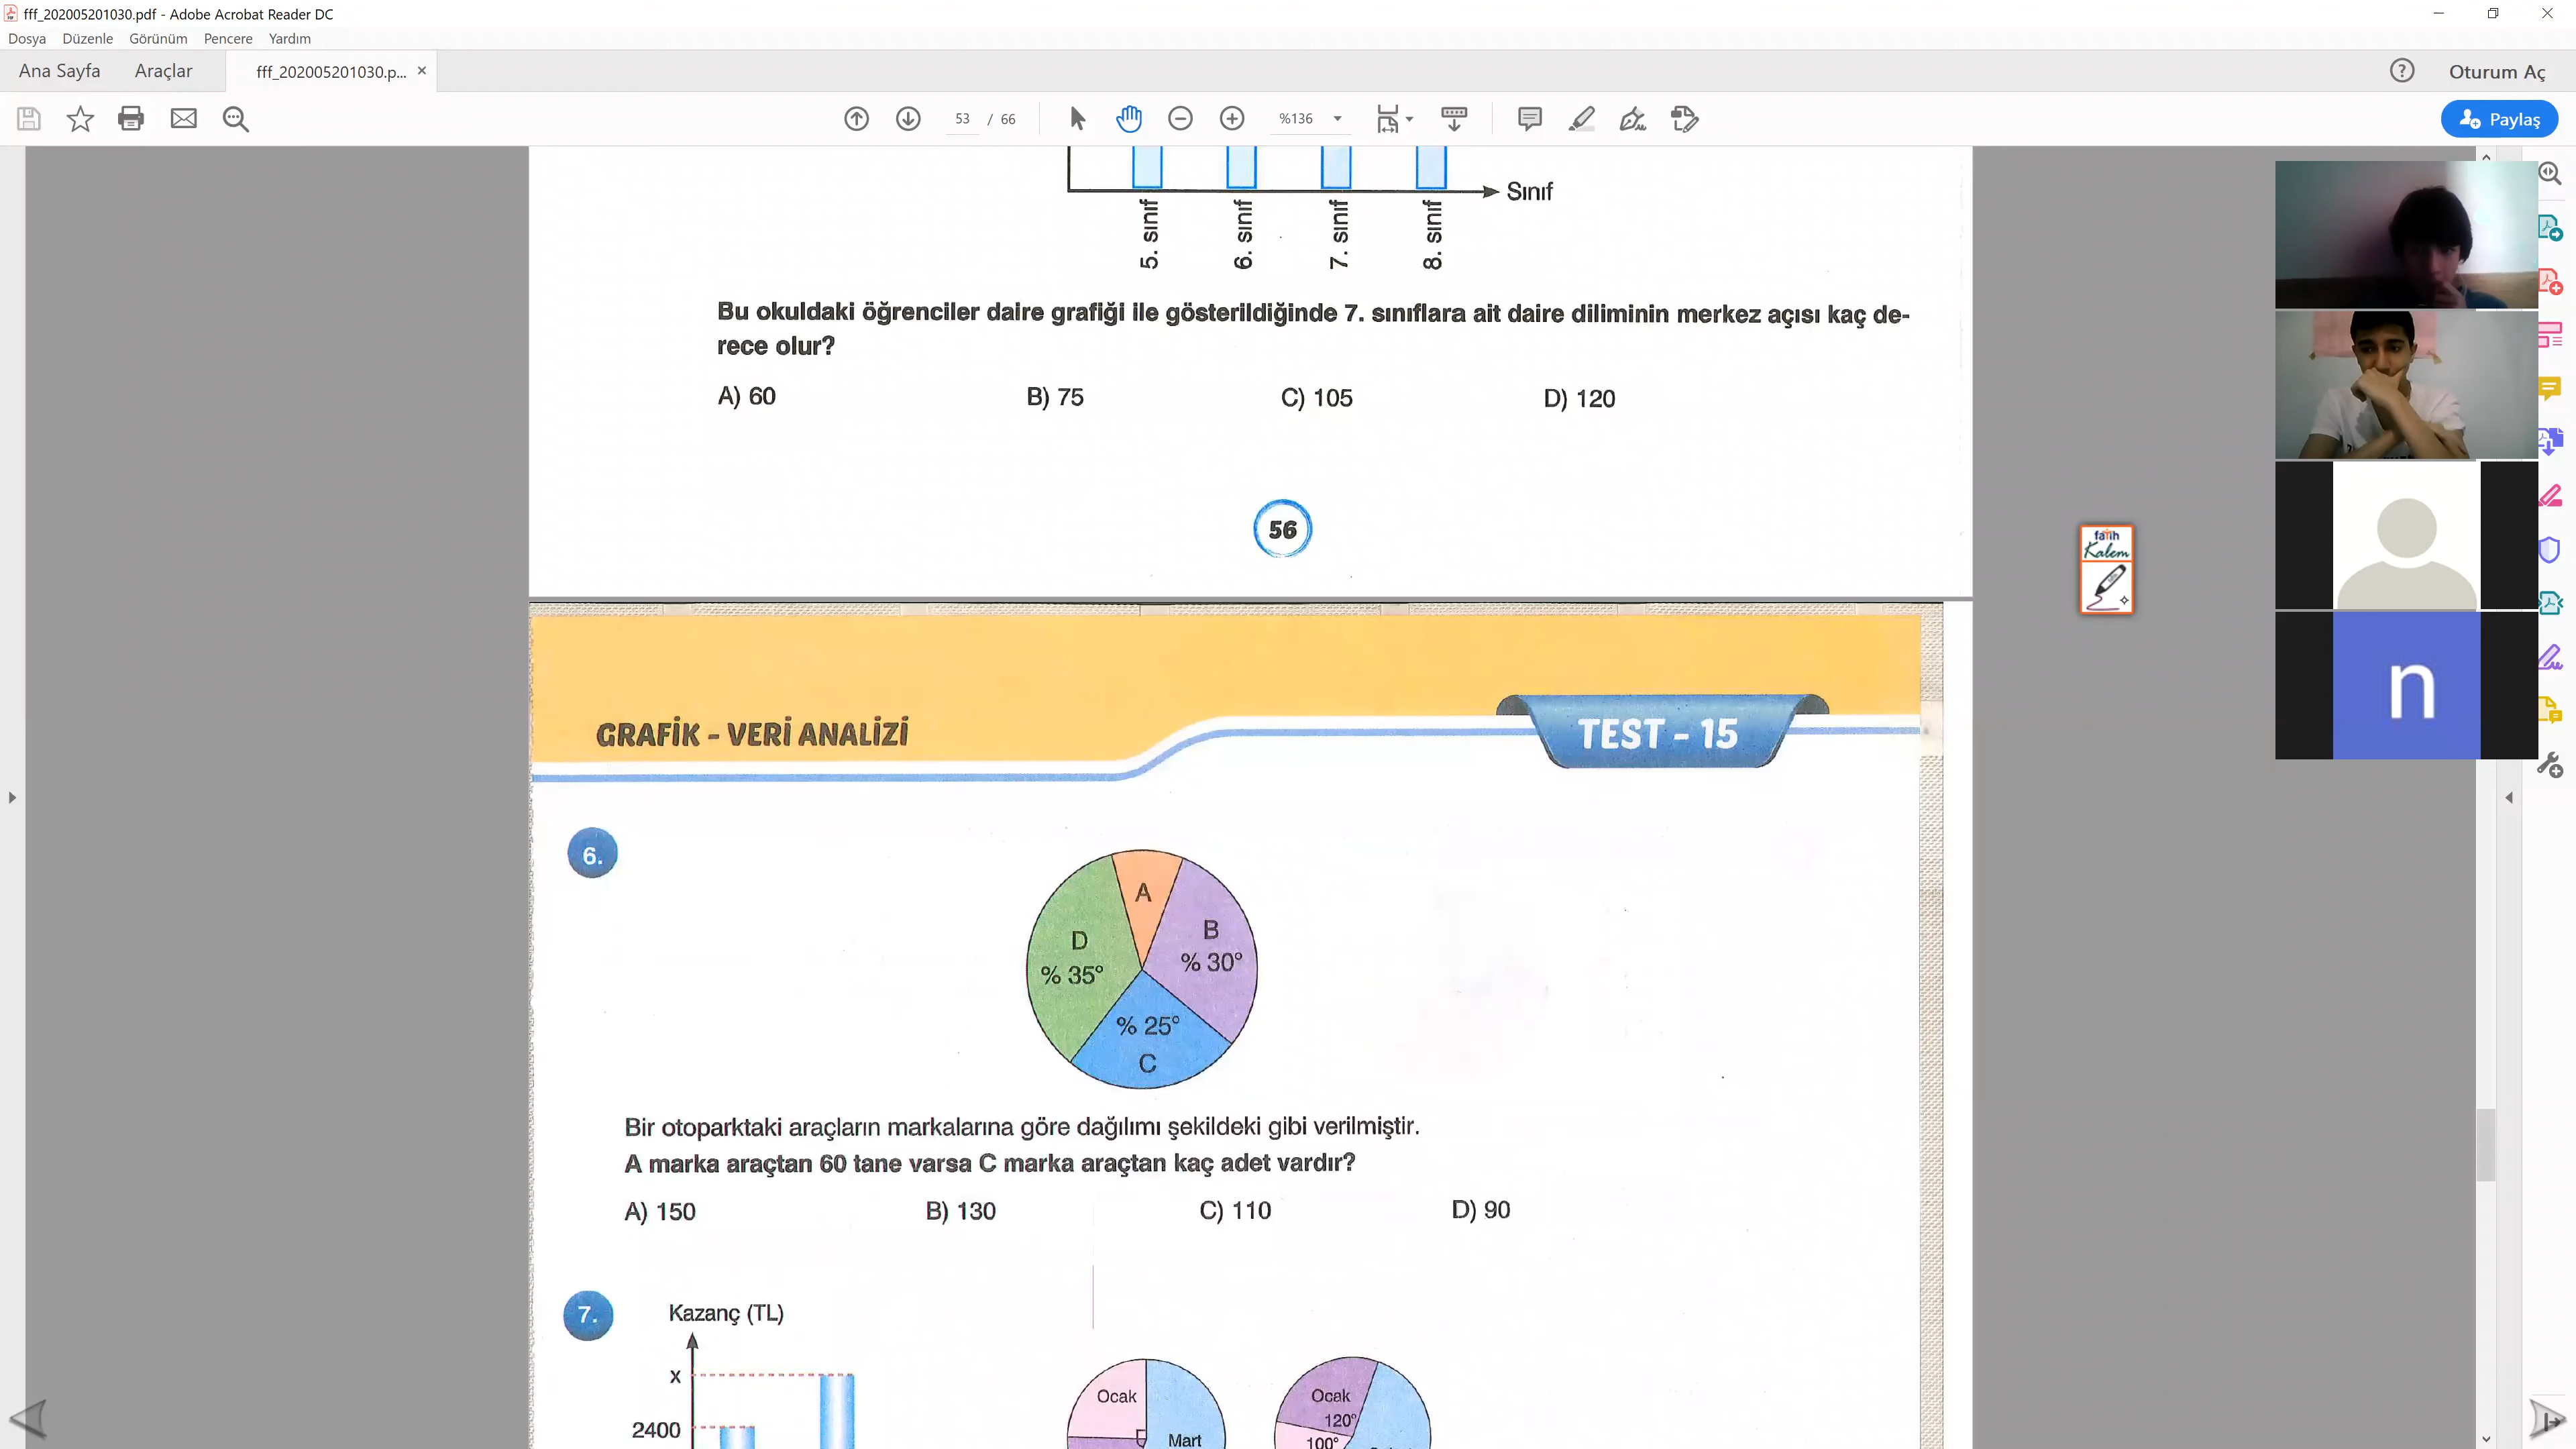 fff_202005201030.pdf - Adobe Acrobat Reader DC
Dosya Düzenle Görünüm Pencere Yardım
Ana Sayfa Araçlar fff_202005201030.p... × Oturum Aç
53 / 66 %136 Paylaş
Sınıf
5. sınıf 6. sınıf 7. sınıf 8. sınıf
Bu okuldaki öğrenciler daire grafiği ile gösterildiğinde 7. sınıflara ait daire diliminin merkez açısı kaç de-
rece olur?
A) 60 B) 75 C) 105 D) 120
56
fatih
Kalem
n
GRAFİK - VERİ ANALİZİ
TEST - 15
6.
A
B
% 30°
D
% 35°
% 25°
C
Bir otoparktaki araçların markalarına göre dağılımı şekildeki gibi verilmiştir.
A marka araçtan 60 tane varsa C marka araçtan kaç adet vardır?
A) 150 B) 130 C) 110 D) 90
7.
Kazanç (TL)
x
2400
Ocak
Mart
Ocak
120°
100°